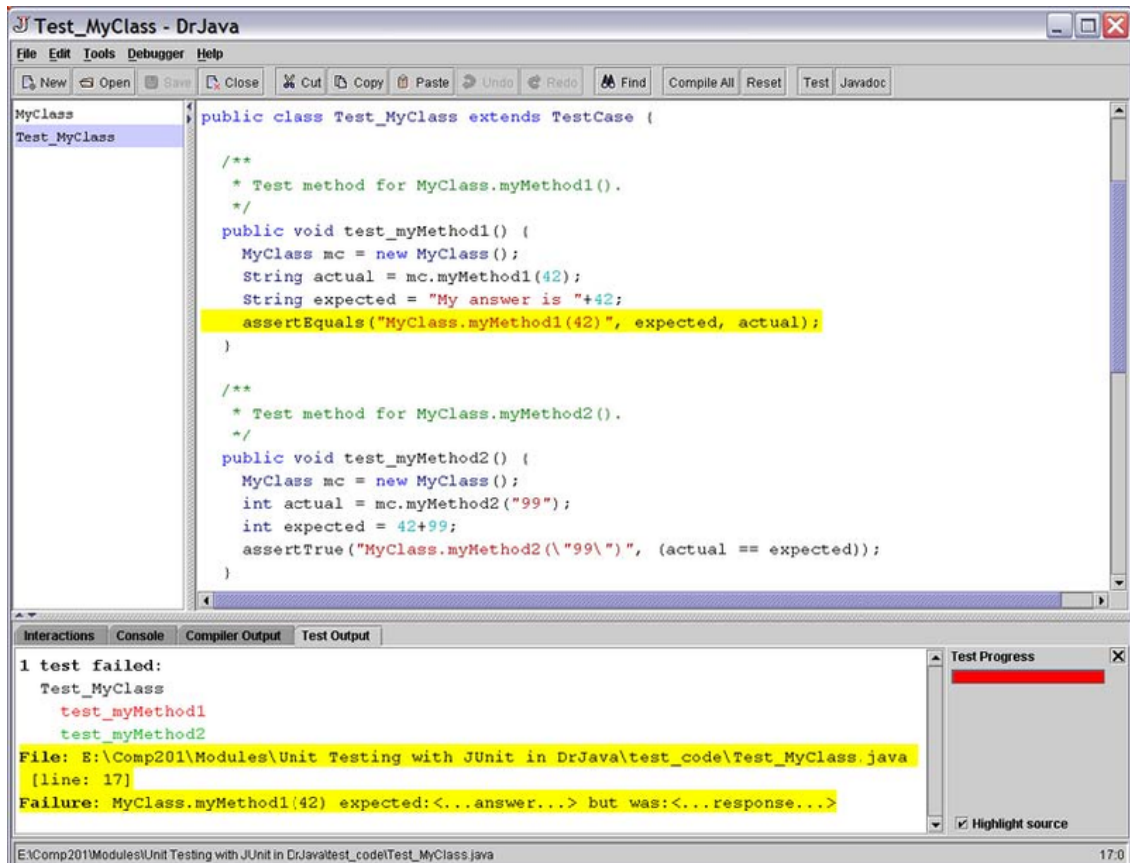 Test_MyClass - DrJava
File Edit Tools Debugger Help
New Open Save Close Cut Copy Paste Undo Redo Find Compile All Reset Test Javadoc
MyClass
Test_MyClass
public class Test_MyClass extends TestCase {
/**
* Test method for MyClass.myMethod1().
*/
public void test_myMethod1() {
MyClass mc = new MyClass();
String actual = mc.myMethod1(42);
String expected = "My answer is "+42;
assertEquals("MyClass.myMethod1(42)", expected, actual);
}
/**
* Test method for MyClass.myMethod2().
*/
public void test_myMethod2() {
MyClass mc = new MyClass();
int actual = mc.myMethod2("99");
int expected = 42+99;
assertTrue("MyClass.myMethod2(\"99\")", (actual == expected));
}
Interactions Console Compiler Output Test Output
1 test failed:
Test_MyClass
test_myMethod1
test_myMethod2
File: E:\Comp201\Modules\Unit Testing with JUnit in DrJava\test_code\Test_MyClass.java
[line: 17]
Failure: MyClass.myMethod1(42) expected:<...answer...> but was:<...response...>
Test Progress
Highlight source
E:\Comp201\Modules\Unit Testing with JUnit in DrJava\test_code\Test_MyClass.java
17:0